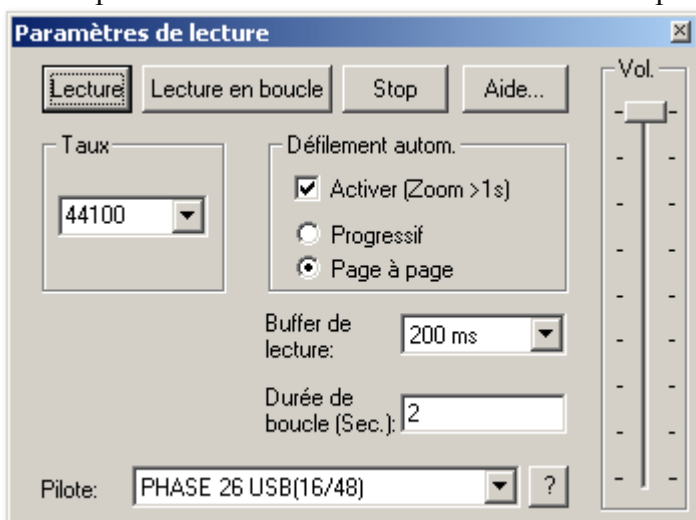 Paramètres de lecture
Lecture
Lecture en boucle
Stop
Aide...
Vol.
Taux
44100
Défilement autom.
Activer (Zoom >1s)
Progressif
Page à page
Buffer de
lecture:
200 ms
Durée de
boucle (Sec.):
2
Pilote:
PHASE 26 USB(16/48)
?